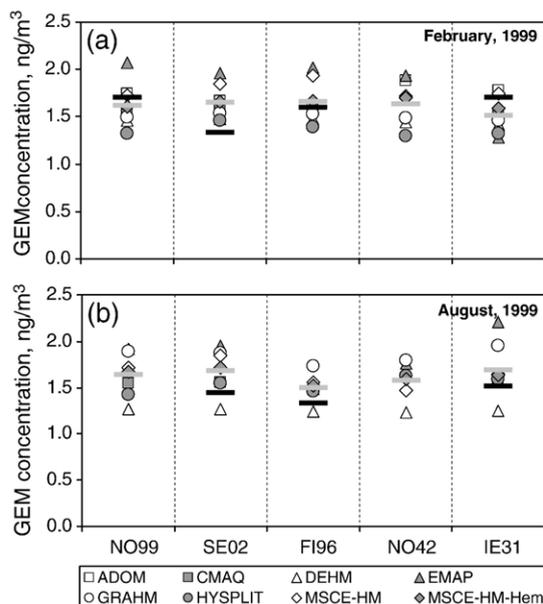 (a)
February, 1999
GEMconcentration, ng/m³
2.5
2.0
1.5
1.0
0.5
0.0
(b)
August, 1999
GEM concentration, ng/m³
2.5
2.0
1.5
1.0
0.5
0.0
NO99 SE02 FI96 NO42 IE31
ADOM CMAQ DEHM EMAP
GRAHM HYSPLIT MSCE-HM MSCE-HM-Hem